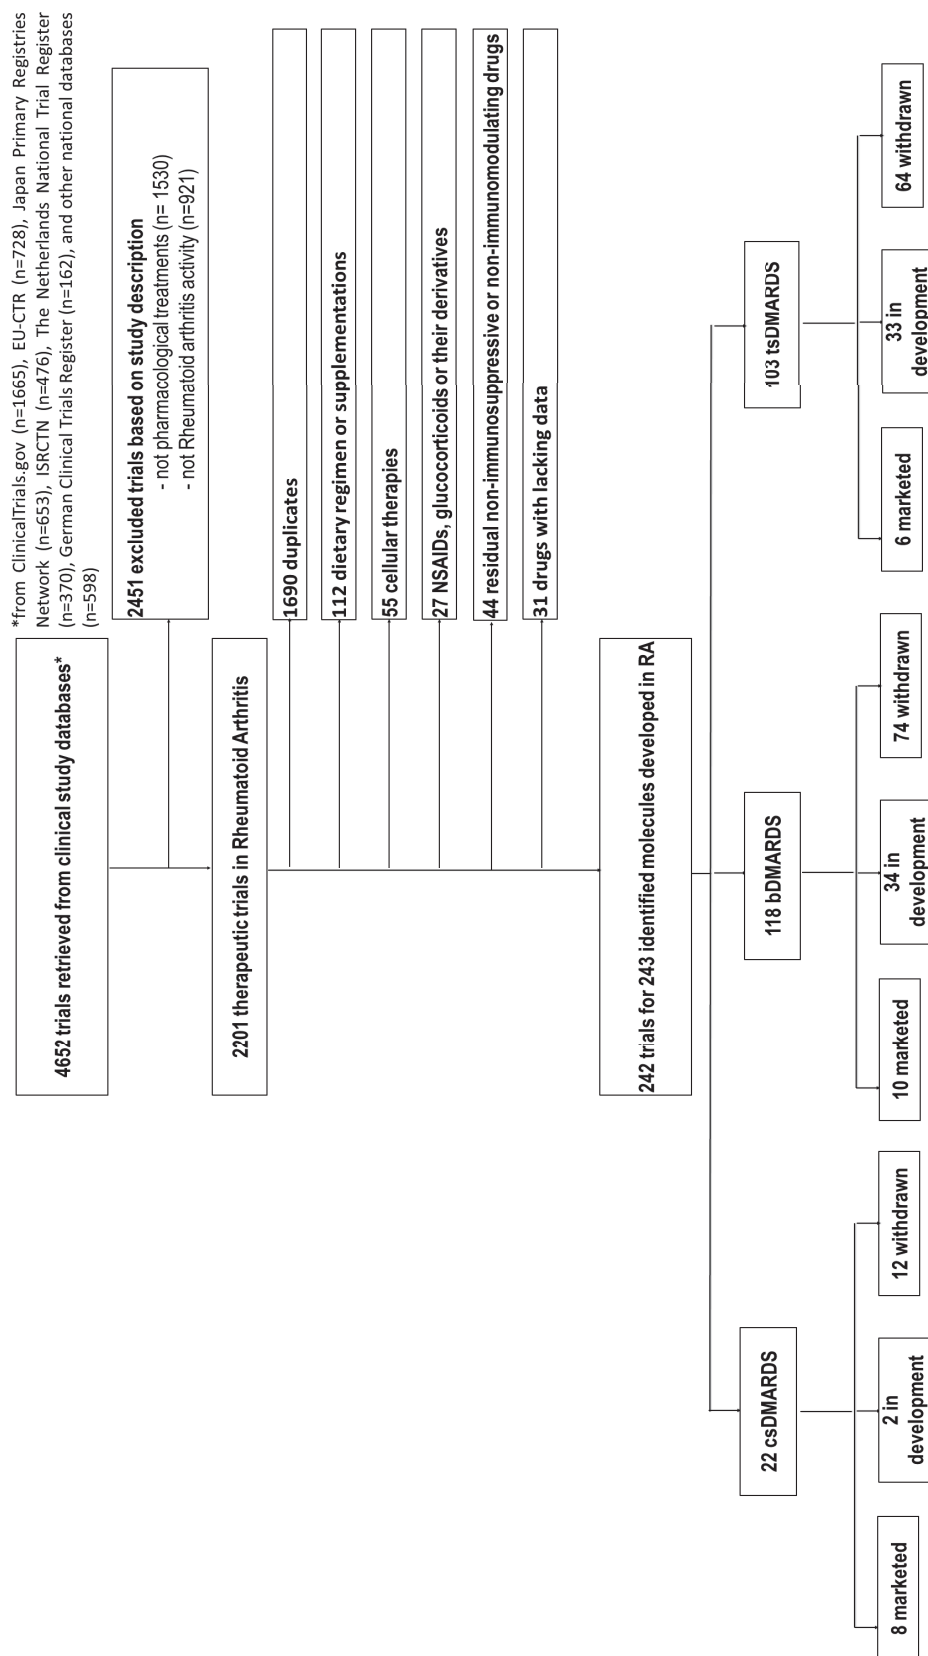 *from ClinicalTrials.gov (n=1665), EU-CTR (n=728), Japan Primary Registries
Network (n=653), ISRCTN (n=476), The Netherlands National Trial Register
(n=370), German Clinical Trials Register (n=162), and other national databases
(n=598)
4652 trials retrieved from clinical study databases*
2451 excluded trials based on study description
- not pharmacological treatments (n= 1530)
- not Rheumatoid arthritis activity (n=921)
2201 therapeutic trials in Rheumatoid Arthritis
1690 duplicates
112 dietary regimen or supplementations
55 cellular therapies
27 NSAIDs, glucocorticoids or their derivatives
44 residual non-immunosuppressive or non-immunomodulating drugs
31 drugs with lacking data
242 trials for 243 identified molecules developed in RA
22 csDMARDS
118 bDMARDS
103 tsDMARDS
8 marketed
2 in
development
12 withdrawn
10 marketed
34 in
development
74 withdrawn
6 marketed
33 in
development
64 withdrawn